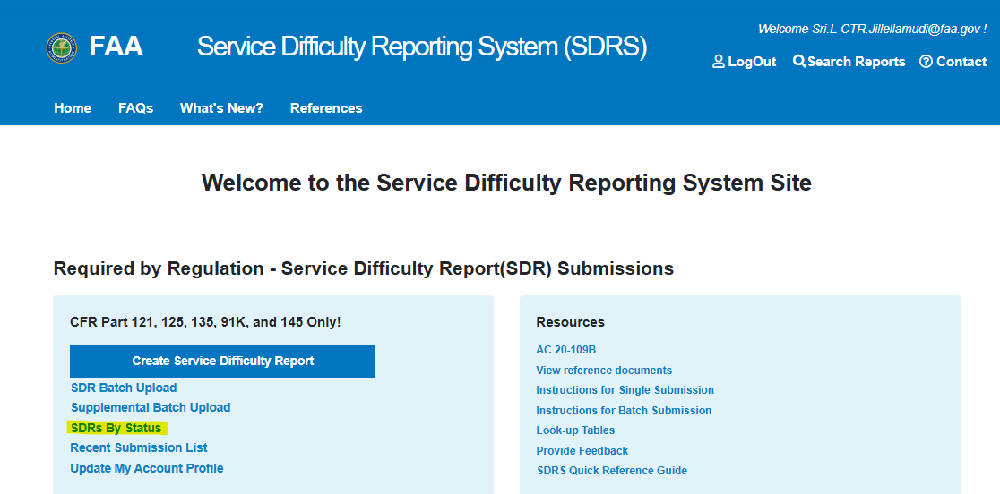 Welcome Sri.L-CTR.Jillellamudi@faa.gov !
FAA
Service Difficulty Reporting System (SDRS)
LogOut Search Reports Contact
Home FAQs What's New? References
Welcome to the Service Difficulty Reporting System Site
Required by Regulation - Service Difficulty Report(SDR) Submissions
CFR Part 121, 125, 135, 91K, and 145 Only!
Create Service Difficulty Report
SDR Batch Upload
Supplemental Batch Upload
SDRs By Status
Recent Submission List
Update My Account Profile
Resources
AC 20-109B
View reference documents
Instructions for Single Submission
Instructions for Batch Submission
Look-up Tables
Provide Feedback
SDRS Quick Reference Guide